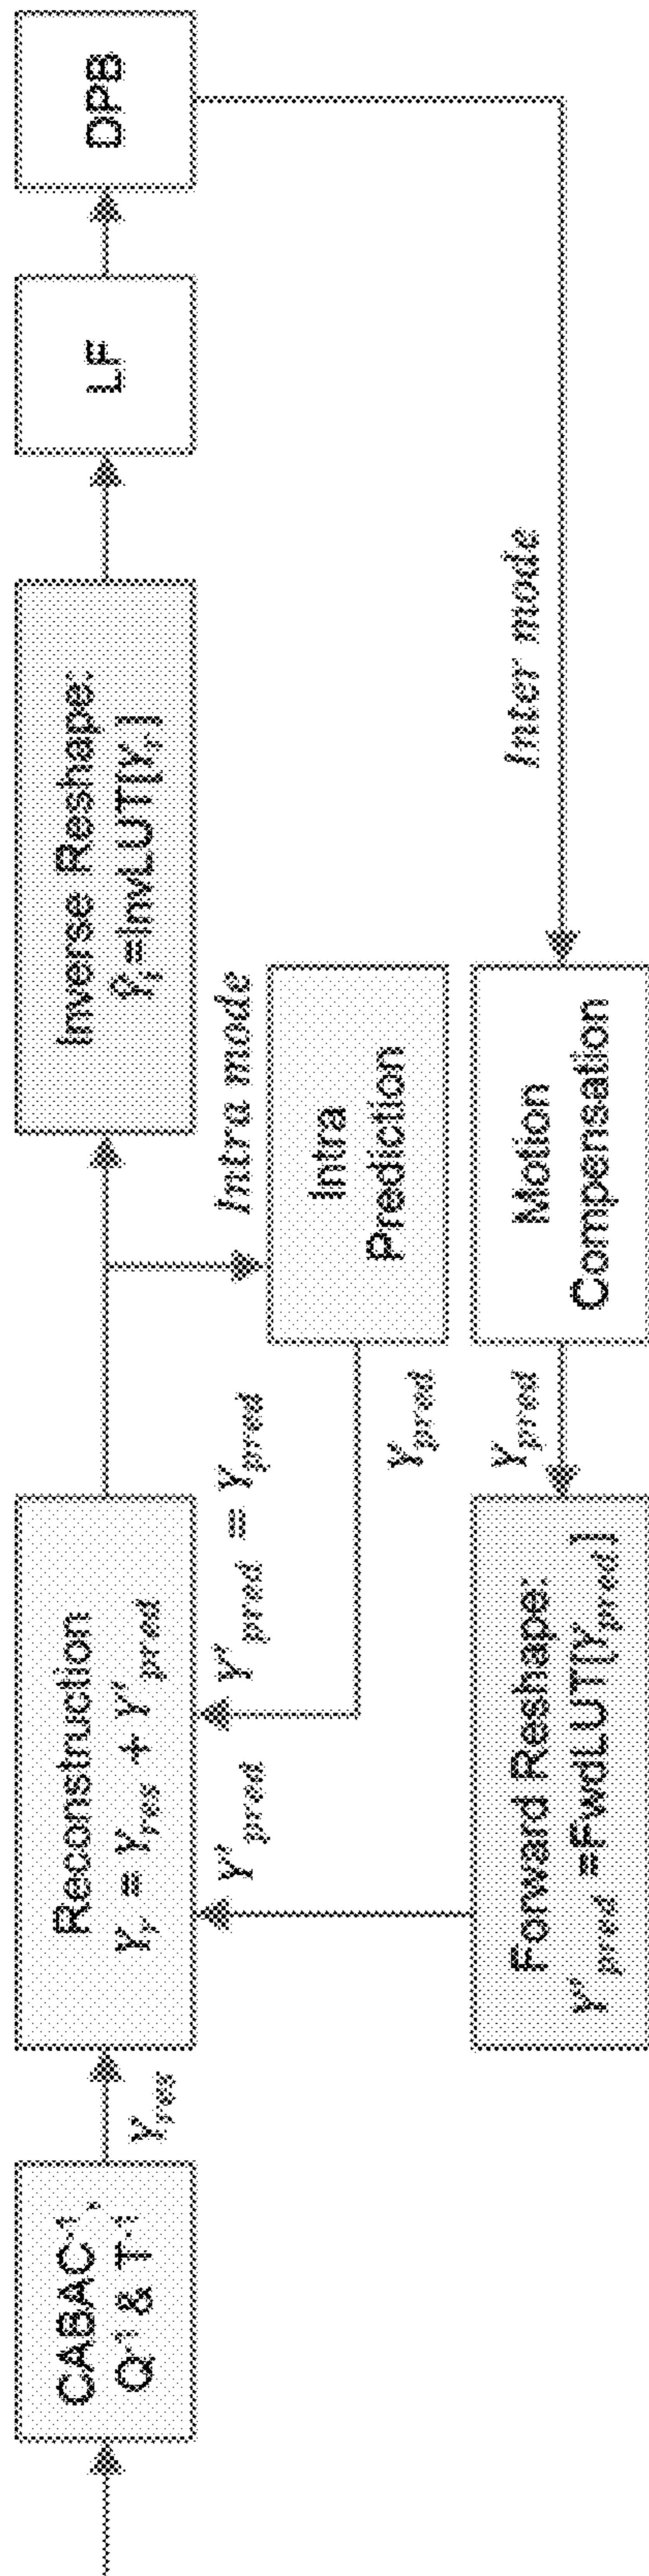 CABAC⁻¹,
Q⁻¹ & T⁻¹
Yres
Reconstruction
Yr = Yres + Y'pred
Y'pred
Y'pred = Ypred
Intra mode
Inverse Reshape:
Ŷr=InvLUT[Yr]
LF
DPB
Intra
Prediction
Ypred
Inter mode
Motion
Compensation
Ypred
Forward Reshape:
Y'pred =FwdLUT[Ypred]